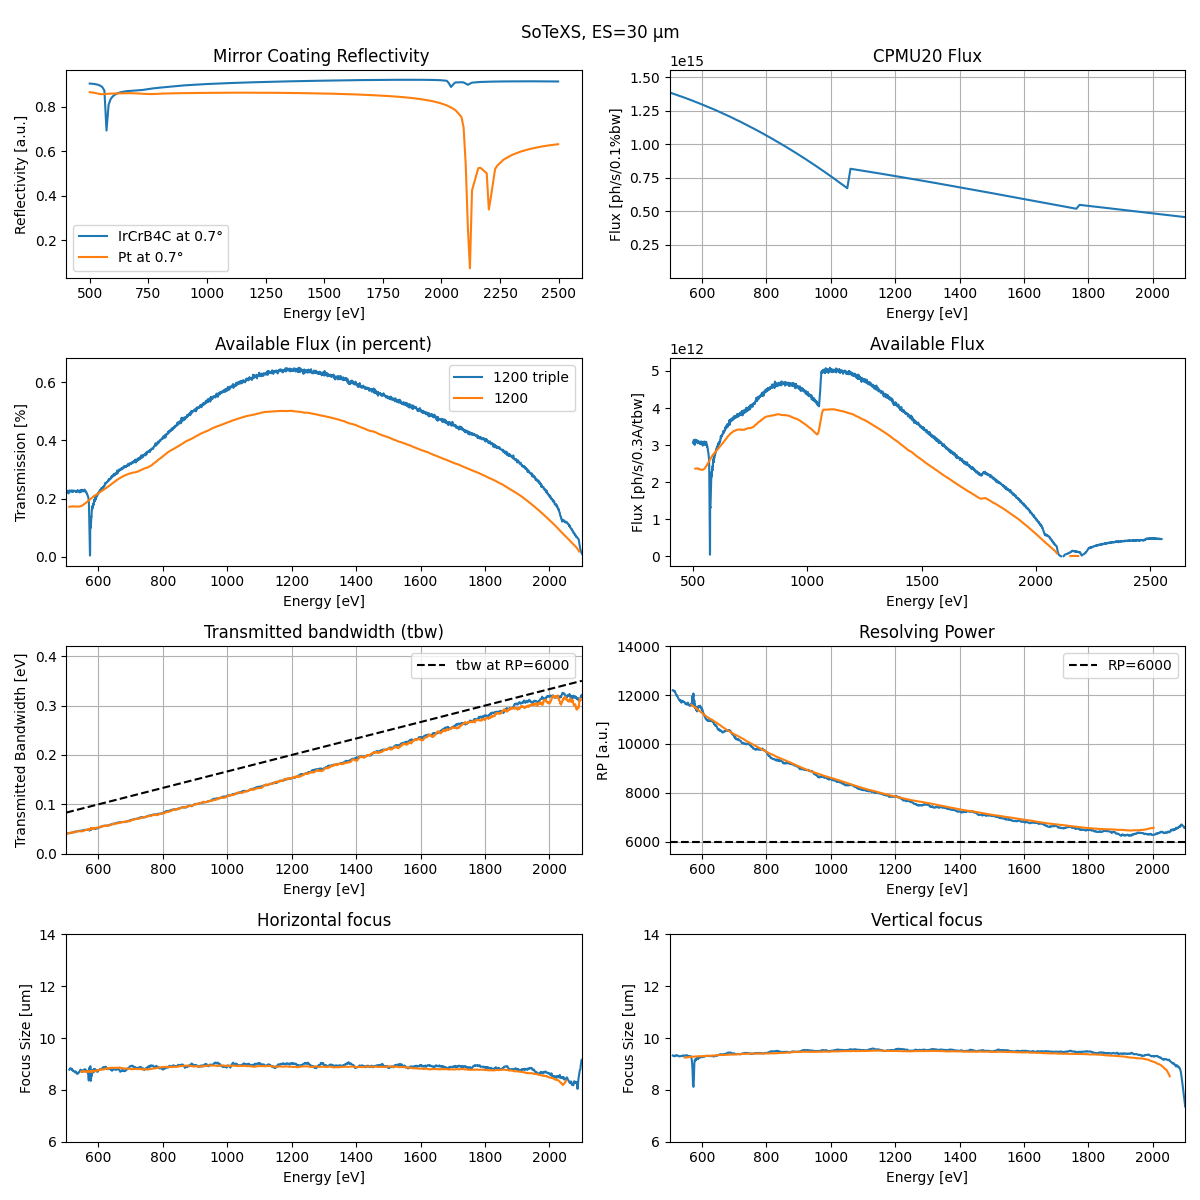 SoTeXS, ES=30 μm
Mirror Coating Reflectivity
Reflectivity [a.u.]
0.8
0.6
0.4
0.2
IrCrB4C at 0.7°
Pt at 0.7°
500 750 1000 1250 1500 1750 2000 2250 2500
Energy [eV]
CPMU20 Flux
1e15
Flux [ph/s/0.1%bw]
1.50
1.25
1.00
0.75
0.50
0.25
600 800 1000 1200 1400 1600 1800 2000
Energy [eV]
Available Flux (in percent)
Transmission [%]
0.6
0.4
0.2
0.0
1200 triple
1200
600 800 1000 1200 1400 1600 1800 2000
Energy [eV]
Available Flux
1e12
Flux [ph/s/0.3A/tbw]
5
4
3
2
1
0
500 1000 1500 2000 2500
Energy [eV]
Transmitted bandwidth (tbw)
Transmitted Bandwidth [eV]
0.4
0.3
0.2
0.1
0.0
tbw at RP=6000
600 800 1000 1200 1400 1600 1800 2000
Energy [eV]
Resolving Power
RP [a.u.]
14000
12000
10000
8000
6000
RP=6000
600 800 1000 1200 1400 1600 1800 2000
Energy [eV]
Horizontal focus
Focus Size [um]
14
12
10
8
6
600 800 1000 1200 1400 1600 1800 2000
Energy [eV]
Vertical focus
Focus Size [um]
14
12
10
8
6
600 800 1000 1200 1400 1600 1800 2000
Energy [eV]